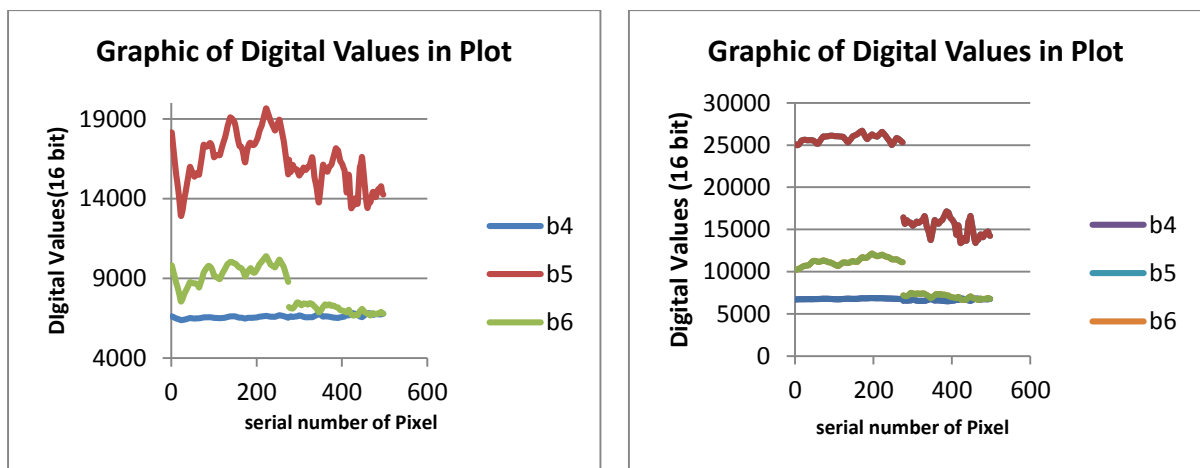 Graphic of Digital Values in Plot
Digital Values(16 bit)
19000
14000
9000
4000
0
200
400
600
serial number of Pixel
b4
b5
b6
Graphic of Digital Values in Plot
Digital Values (16 bit)
30000
25000
20000
15000
10000
5000
0
0
200
400
600
serial number of Pixel
b4
b5
b6